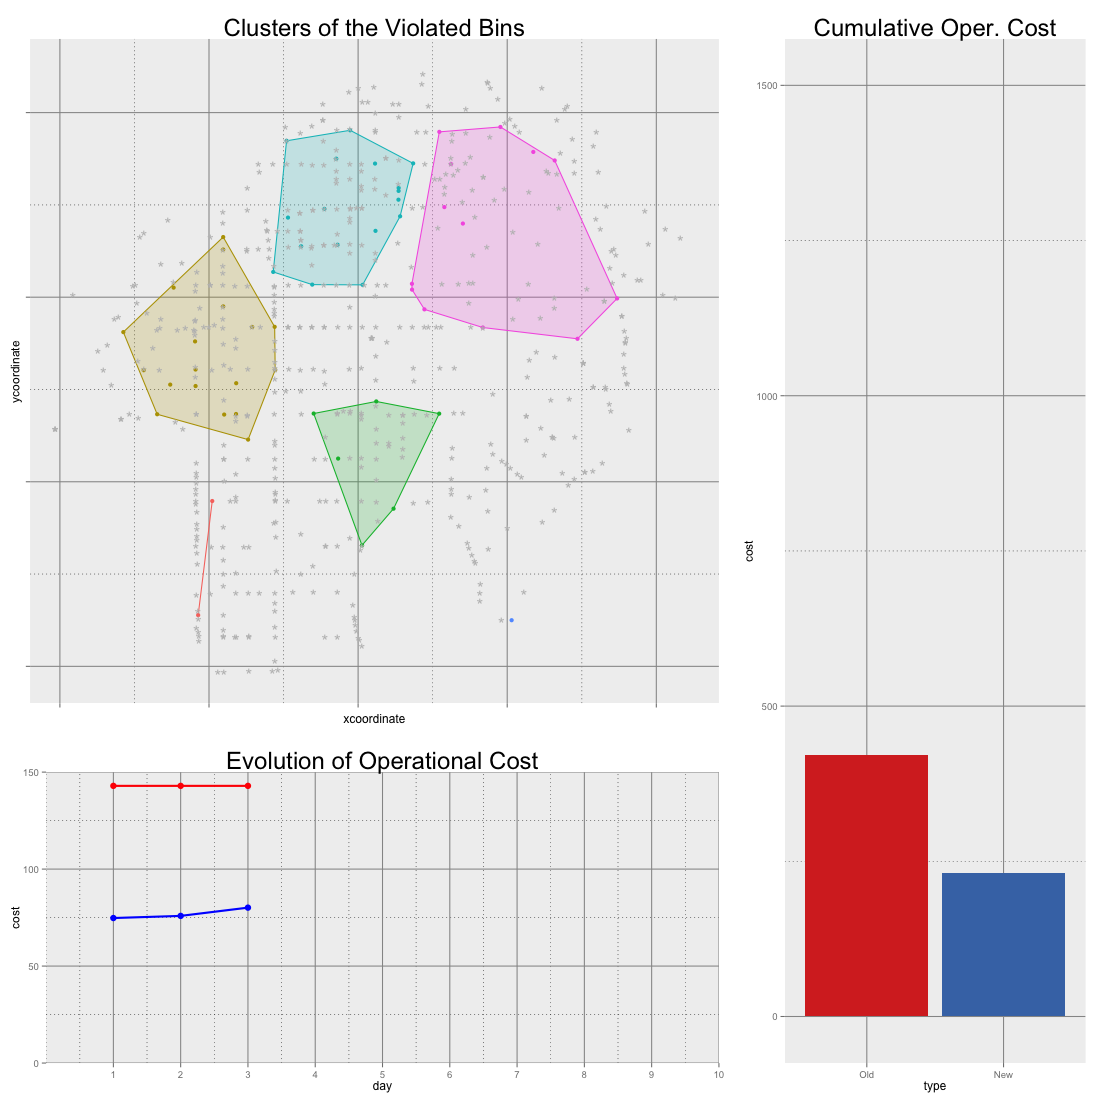 Clusters of the Violated Bins
ycoordinate
xcoordinate
Cumulative Oper. Cost
1500
1000
500
0
cost
Old
New
type
Evolution of Operational Cost
150
100
50
0
cost
1 2 3 4 5 6 7 8 9 10
day